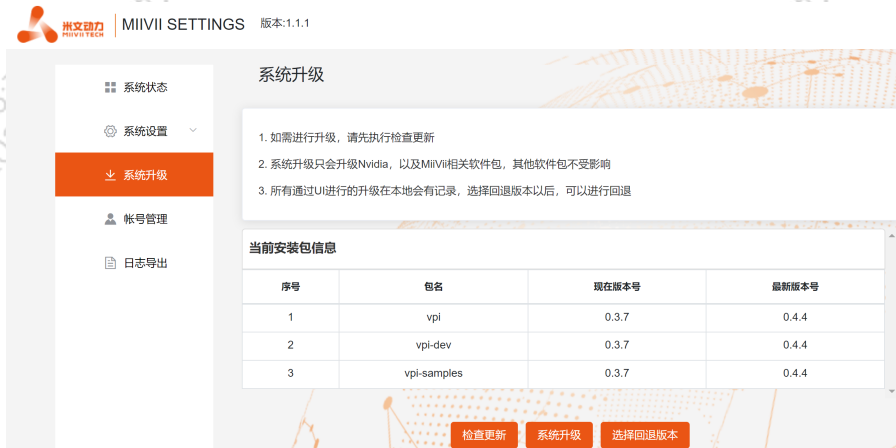 米文动力
MIIVII TECH
MIIVII SETTINGS
版本:1.1.1
系统状态
系统设置
系统升级
帐号管理
日志导出
系统升级
1. 如需进行升级，请先执行检查更新
2. 系统升级只会升级Nvidia，以及MiiVii相关软件包，其他软件包不受影响
3. 所有通过UI进行的升级在本地会有记录，选择回退版本以后，可以进行回退
当前安装包信息
序号 包名 现在版本号 最新版本号
1 vpi 0.3.7 0.4.4
2 vpi-dev 0.3.7 0.4.4
3 vpi-samples 0.3.7 0.4.4
检查更新 系统升级 选择回退版本